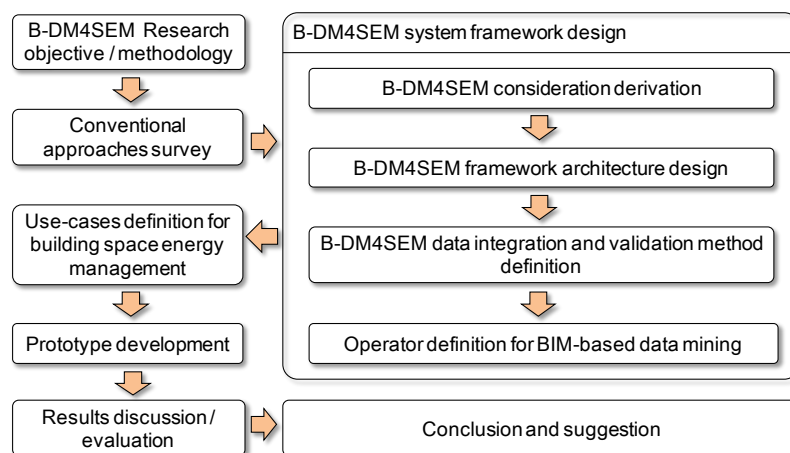 B-DM4SEM Research
objective / methodology
Conventional
approaches survey
B-DM4SEM system framework design
B-DM4SEM consideration derivation
B-DM4SEM framework architecture design
B-DM4SEM data integration and validation method
definition
Operator definition for BIM-based data mining
Use-cases definition for
building space energy
management
Prototype development
Results discussion /
evaluation
Conclusion and suggestion